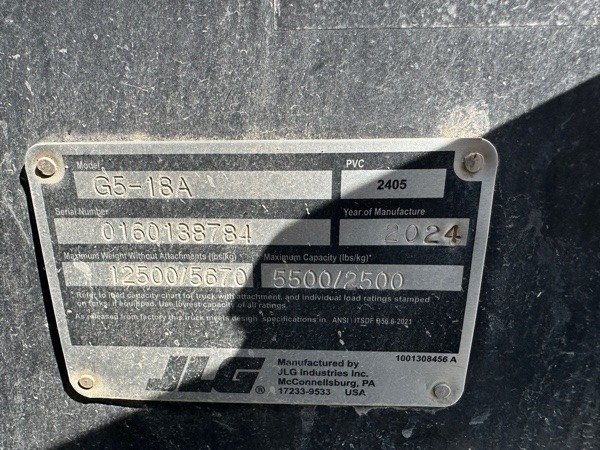 Model PVC
G5-18A 2405
Serial Number Year of Manufacture
0160138784 2024
Maximum Weight Without Attachments (lbs/kg)* Maximum Capacity (lbs/kg)*
12500/5670 5500/2500
* Refer to load capacity chart for truck with attachment, and individual load ratings stamped
on forks, if equipped. Use lowest capacity of all ratings.
As released from factory this truck meets design specifications in ANSI / ITSDF B56.6-2021
JLG ®
Manufactured by
JLG Industries Inc.
McConnellsburg, PA
17233-9533 USA
1001308456 A